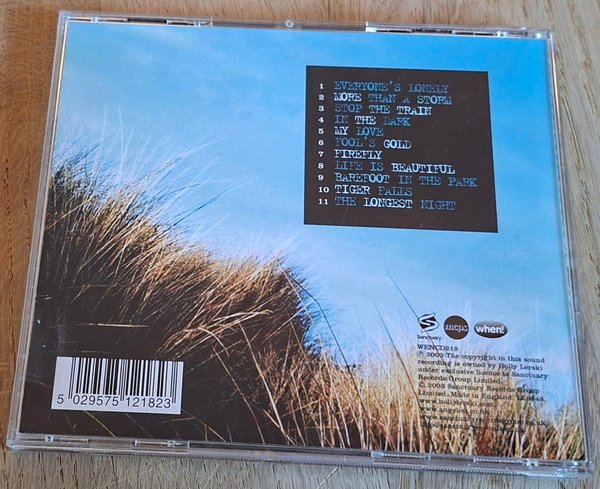 1 EVERYONE'S LONELY
2 MORE THAN A STORM
3 STOP THE TRAIN
4 IN THE DARK
5 MY LOVE
6 FOOL'S GOLD
7 FIREFLY
8 LIFE IS BEAUTIFUL
9 BAREFOOT IN THE PARK
10 TIGER FALLS
11 THE LONGEST NIGHT
Sanctuary mcps when!
WENCD218
℗ 2003 The copyright in this sound
recording is owned by Holly Lerski
under exclusive licence to Sanctuary
Records Group Limited.
© 2003 Sanctuary Records Group
Limited. Made in England.
5 029575 121823